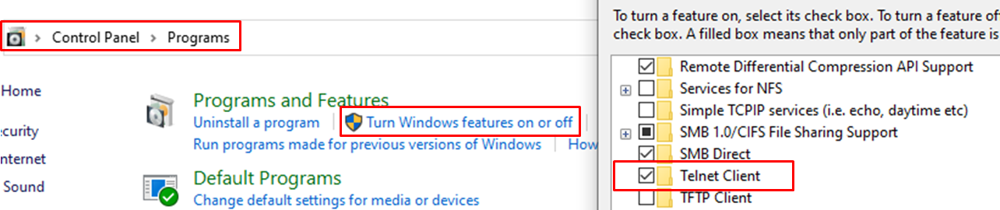 Control Panel > Programs
Home
ecurity
nternet
Sound
Programs and Features
Uninstall a program
Turn Windows features on or off
Run programs made for previous versions of Windows
How
Default Programs
Change default settings for media or devices
To turn a feature on, select its check box. To turn a feature of
check box. A filled box means that only part of the feature is
Remote Differential Compression API Support
Services for NFS
Simple TCPIP services (i.e. echo, daytime etc)
SMB 1.0/CIFS File Sharing Support
SMB Direct
Telnet Client
TFTP Client